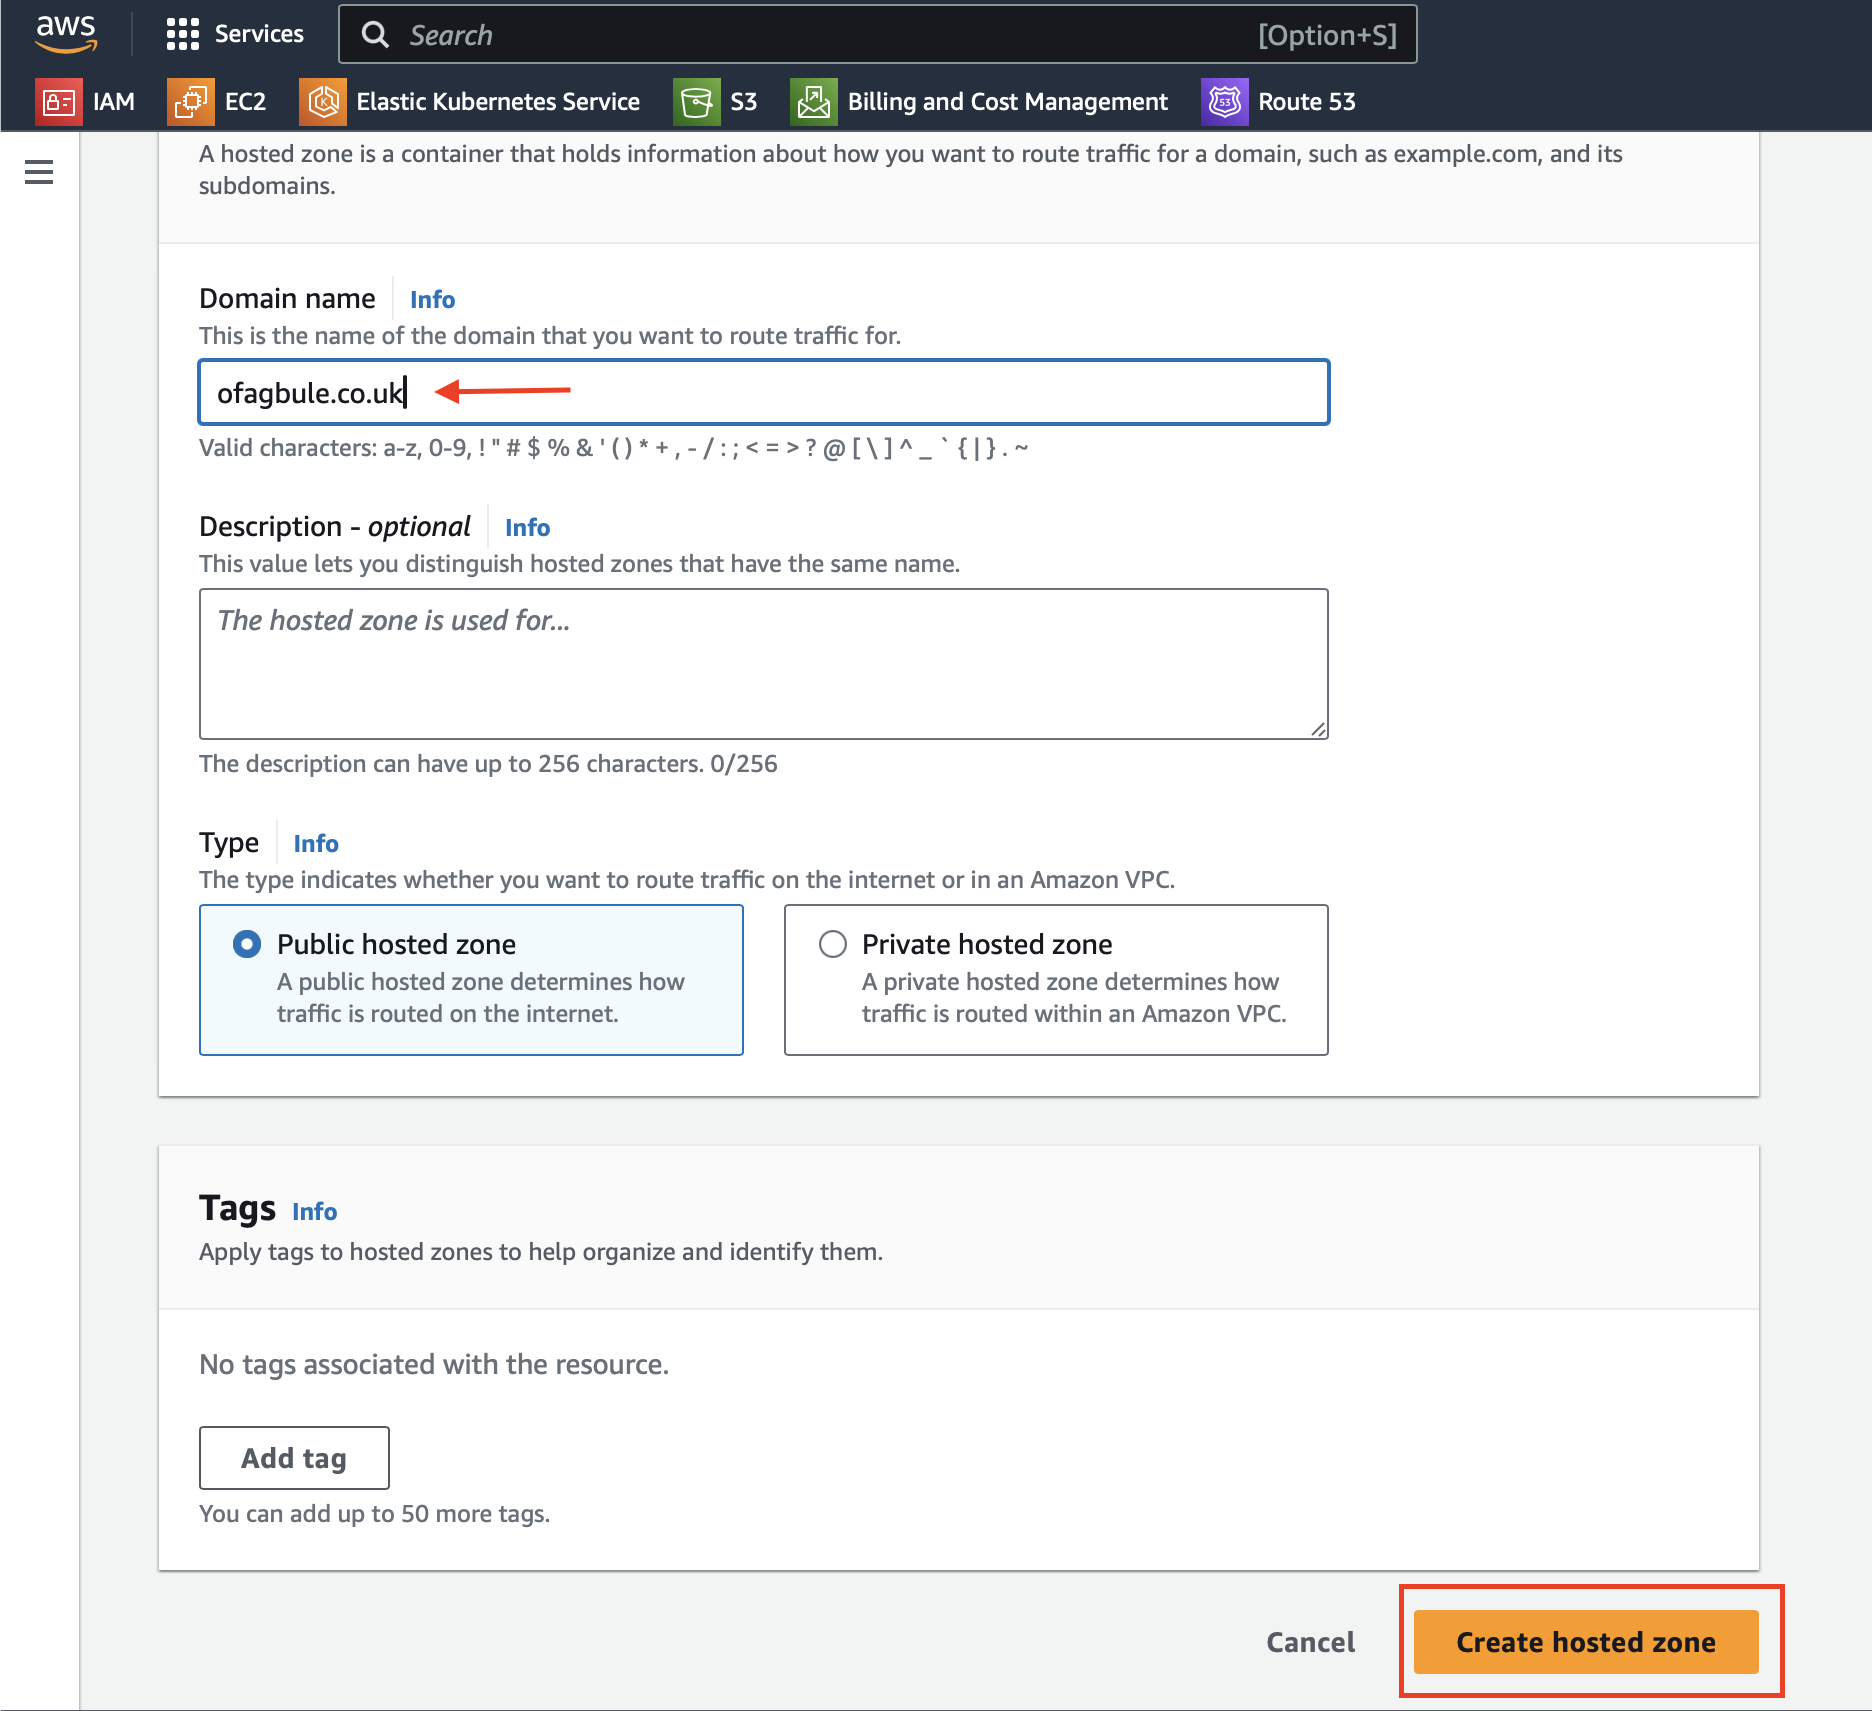 aws
Services
Search
[Option+S]
IAM
EC2
Elastic Kubernetes Service
S3
Billing and Cost Management
53
Route 53
A hosted zone is a container that holds information about how you want to route traffic for a domain, such as example.com, and its
subdomains.
Domain name
Info
This is the name of the domain that you want to route traffic for.
ofagbule.co.uk
Valid characters: a-z, 0-9, ! " # $ % & ' ( ) * + , - / : ; < = > ? @ [ \ ] ^ _ ` { | } . ~
Description - optional
Info
This value lets you distinguish hosted zones that have the same name.
The hosted zone is used for...
The description can have up to 256 characters. 0/256
Type
Info
The type indicates whether you want to route traffic on the internet or in an Amazon VPC.
Public hosted zone
A public hosted zone determines how
traffic is routed on the internet.
Private hosted zone
A private hosted zone determines how
traffic is routed within an Amazon VPC.
Tags
Info
Apply tags to hosted zones to help organize and identify them.
No tags associated with the resource.
Add tag
You can add up to 50 more tags.
Cancel
Create hosted zone